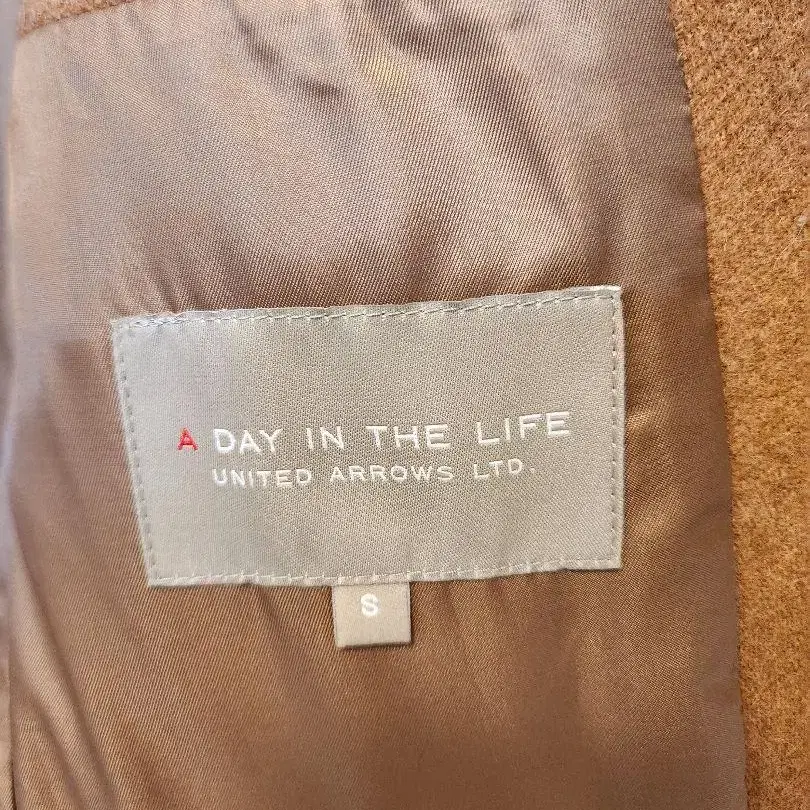 A DAY IN THE LIFE
UNITED ARROWS LTD.
S